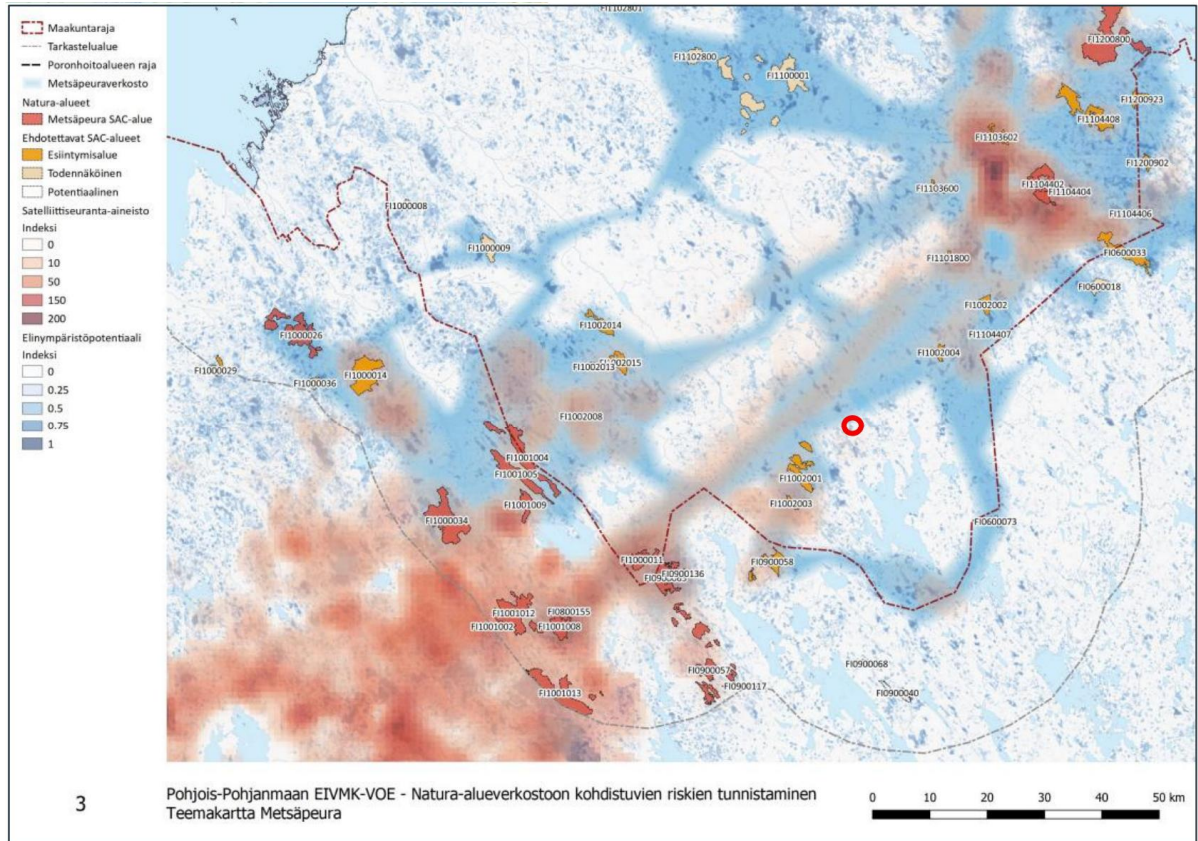 Maakuntaraja
Tarkastelualue
Poronhoitoalueen raja
Metsäpeuraverkosto
Natura-alueet
Metsäpeura SAC-alue
Ehdotettavat SAC-alueet
Esiintymisalue
Todennäköinen
Potentiaalinen
Satelliittiseuranta-aineisto
Indeksi
0
10
50
150
200
Elinympäristöpotentiaali
Indeksi
0
0.25
0.5
0.75
1
FI1102801
FI1200800
FI1102800
FI1100001
FI1200923
FI1104408
FI1103602
FI1200902
FI1103600
FI1104402
FI1104404
FI1000008
FI1104406
FI1000009
FI1101800
FI0600033
FI0600018
FI1002002
FI1002014
FI1000026
FI1104407
FI1002004
FI1002015
FI1002013
FI1000029
FI1000014
FI1000036
FI1002008
FI1001004
FI1001005
FI1002001
FI1001009
FI1002003
FI1000034
FI0600073
FI1000011
FI0900136
FI0900058
FI1001012
FI0800155
FI1001002
FI1001008
FI0900068
FI0900057
FI0900117
FI1001013
FI0900040
3
Pohjois-Pohjanmaan EIVMK-VOE - Natura-alueverkostoon kohdistuvien riskien tunnistaminen
Teemakartta Metsäpeura
0 10 20 30 40 50 km